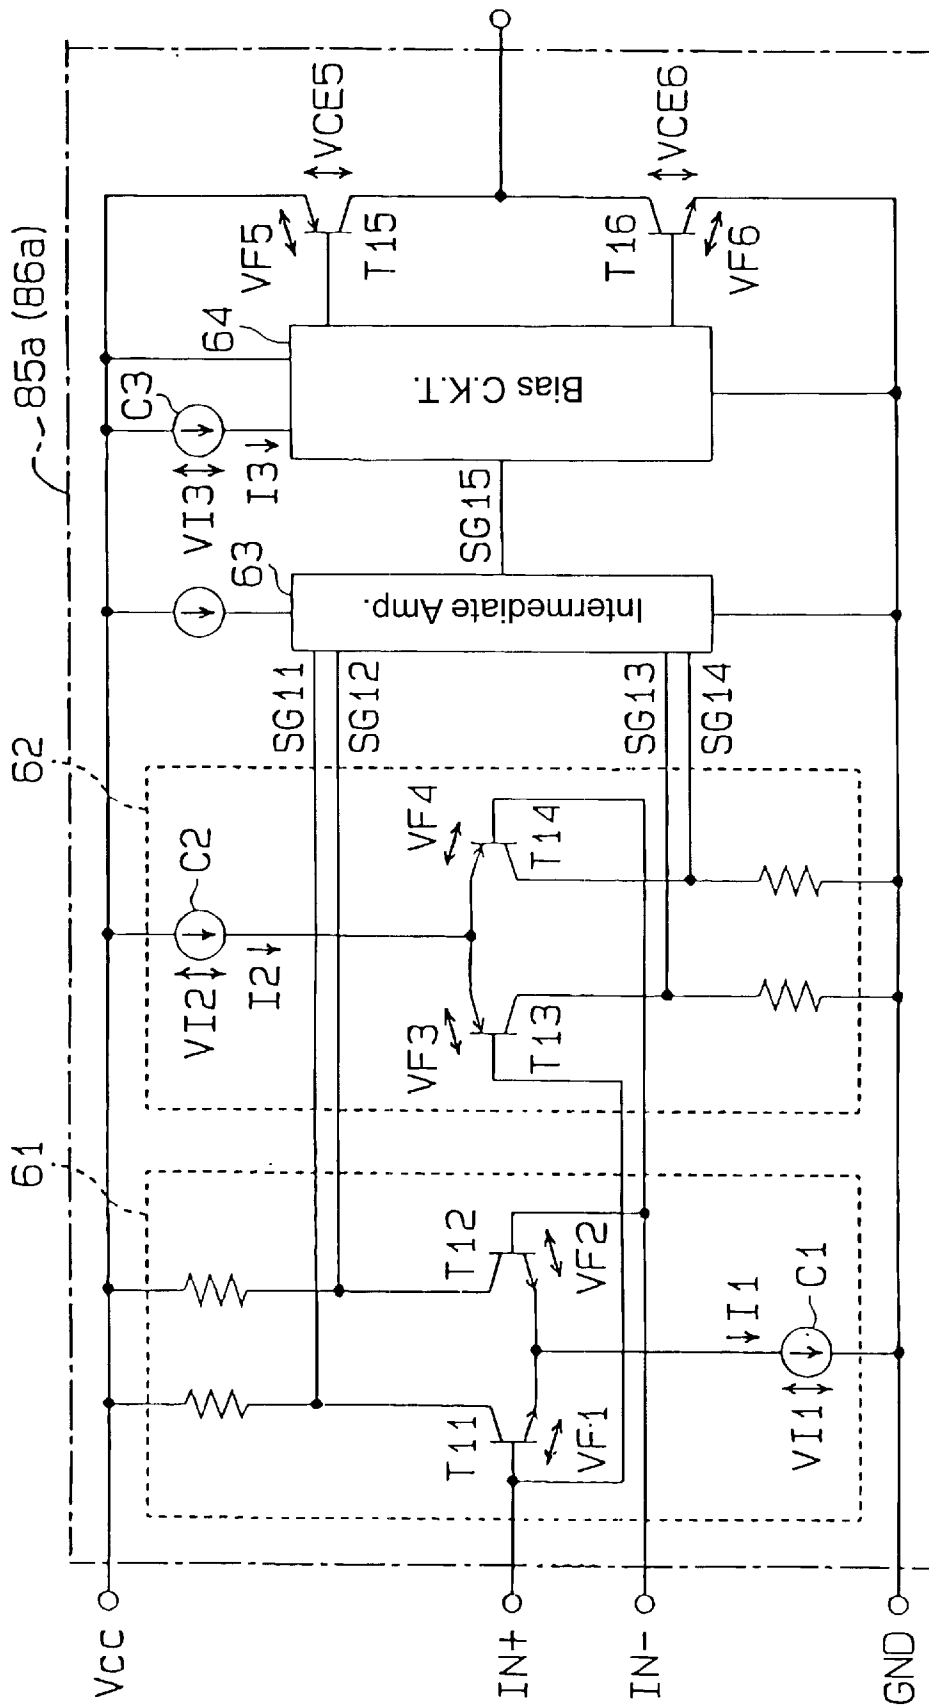 85a (86a)
61
62
Vcc
C2
VI2
I2
63
VI3
C3
I3
64
VF5
VCE5
T15
SG11
SG12
T11
T12
VF1
VF2
VF3
VF4
T13
T14
Intermediate Amp.
SG15
Bias C.K.T.
SG13
SG14
T16
VCE6
VF6
IN+
IN-
I1
VI1
C1
GND